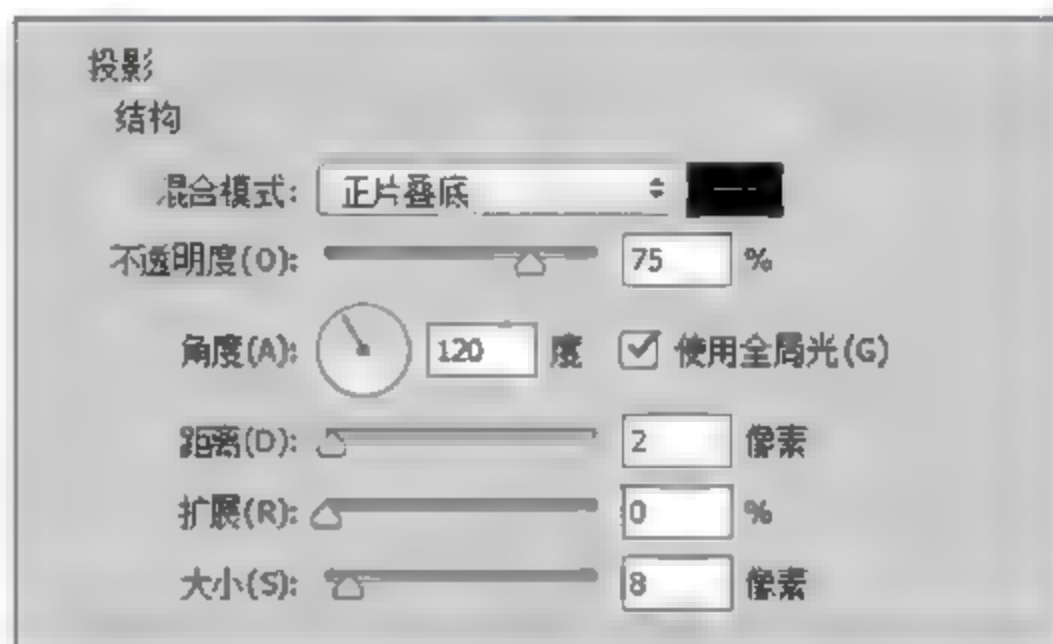 投影
结构
混合模式: 正片叠底
不透明度(O): 75 %
角度(A): 120 度 使用全局光(G)
距离(D): 2 像素
扩展(R): 0 %
大小(S): 8 像素